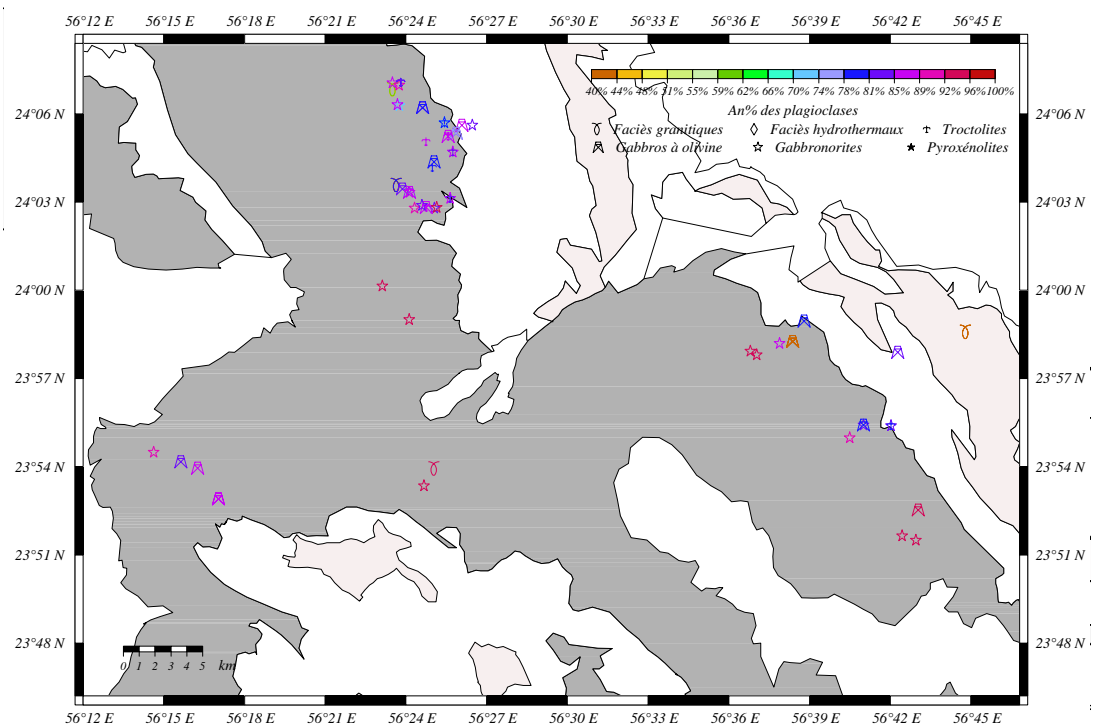 56°12' E 56°15' E 56°18' E 56°21' E 56°24' E 56°27' E 56°30' E 56°33' E 56°36' E 56°39' E 56°42' E 56°45' E
40% 44% 48% 51% 55% 59% 62% 66% 70% 74% 78% 81% 85% 89% 92% 96% 100%
An% des plagioclases
Faciès granitiques Faciès hydrothermaux Troctolites
Gabbros à olivine Gabbronorites Pyroxénolites
24°06' N 24°06' N
24°03' N 24°03' N
24°00' N 24°00' N
23°57' N 23°57' N
23°54' N 23°54' N
23°51' N 23°51' N
23°48' N 23°48' N
0 1 2 3 4 5 km
56°12' E 56°15' E 56°18' E 56°21' E 56°24' E 56°27' E 56°30' E 56°33' E 56°36' E 56°39' E 56°42' E 56°45' E